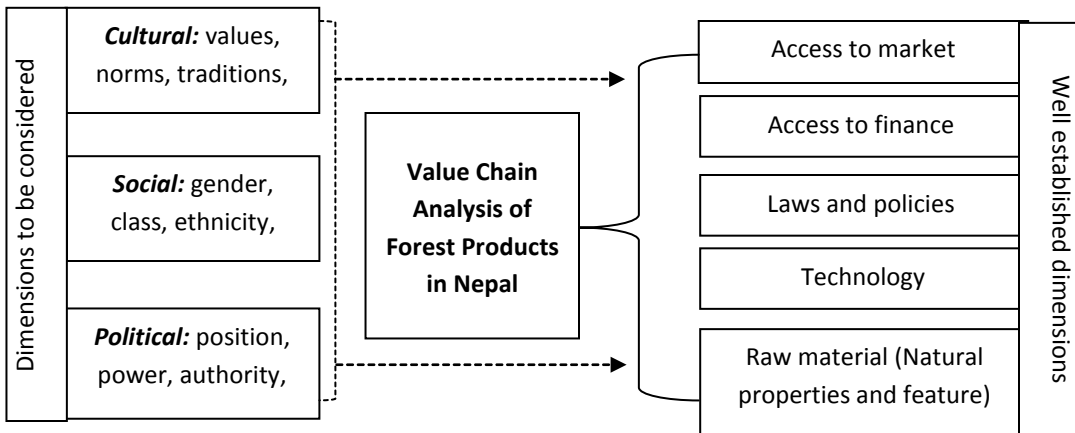 Dimensions to be considered
Cultural: values,
norms, traditions,
Social: gender,
class, ethnicity,
Political: position,
power, authority,
Value Chain
Analysis of
Forest Products
in Nepal
Access to market
Access to finance
Laws and policies
Technology
Raw material (Natural
properties and feature)
Well established dimensions